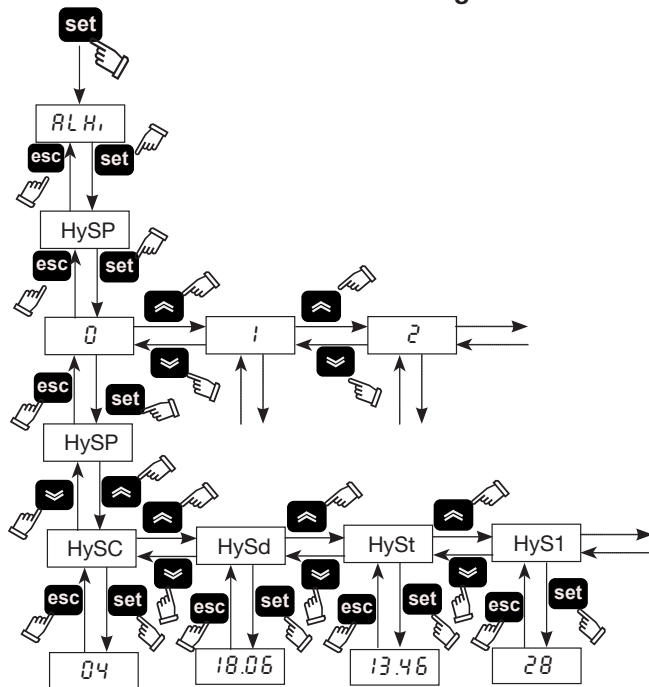 g
set
ALHi
esc
set
HySP
esc
set
0
1
2
esc
set
HySP
HySC
HySd
HySt
HyS1
esc
set
esc
set
esc
set
esc
set
04
18.06
13.46
28